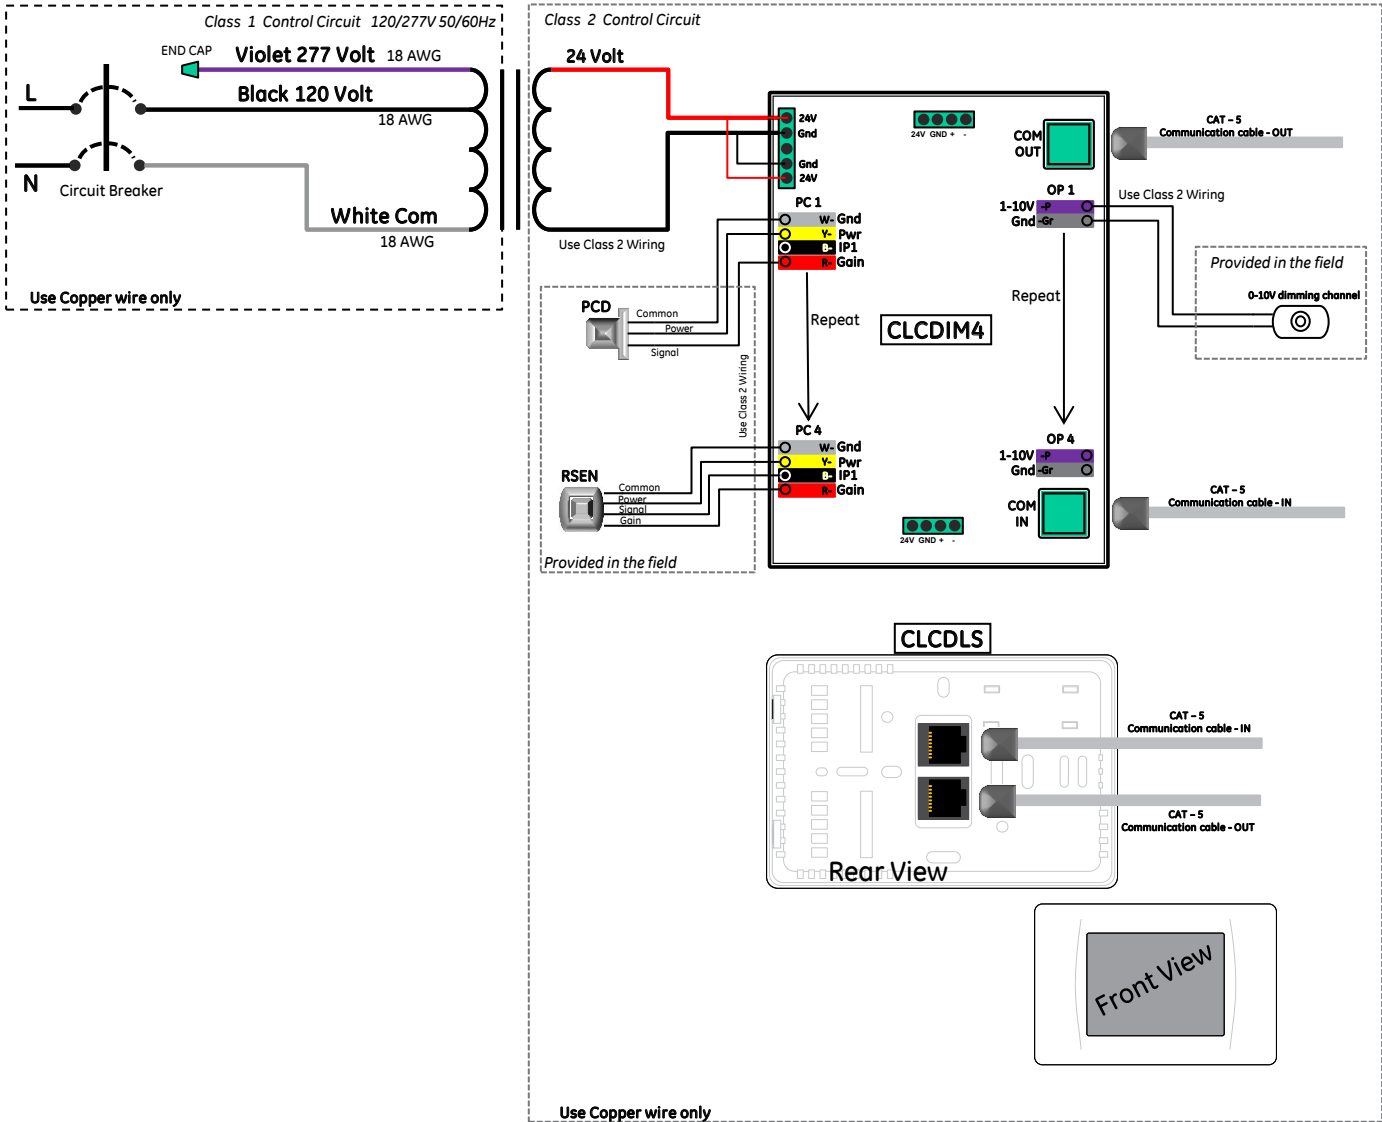 Class 1 Control Circuit 120/277V 50/60Hz
END CAP
Violet 277 Volt 18 AWG
L
Black 120 Volt
18 AWG
N
Circuit Breaker
White Com
18 AWG
Use Copper wire only
Class 2 Control Circuit
24 Volt
Use Class 2 Wiring
24V
Gnd
Gnd
24V
24V GND + -
COM
OUT
CAT - 5
Communication cable - OUT
PC 1
W- Gnd
Y- Pwr
B- IP1
R- Gain
OP 1
1-10V -P
Gnd -Gr
Use Class 2 Wiring
Provided in the field
0-10V dimming channel
PCD
Common
Power
Signal
Repeat
CLCDIM4
Repeat
Use Class 2 Wiring
PC 4
W- Gnd
Y- Pwr
B- IP1
R- Gain
OP 4
1-10V -P
Gnd -Gr
RSEN
Common
Power
Signal
Gain
Provided in the field
COM
IN
CAT - 5
Communication cable - IN
24V GND + -
CLCDLS
CAT - 5
Communication cable - IN
CAT - 5
Communication cable - OUT
Rear View
Front View
Use Copper wire only